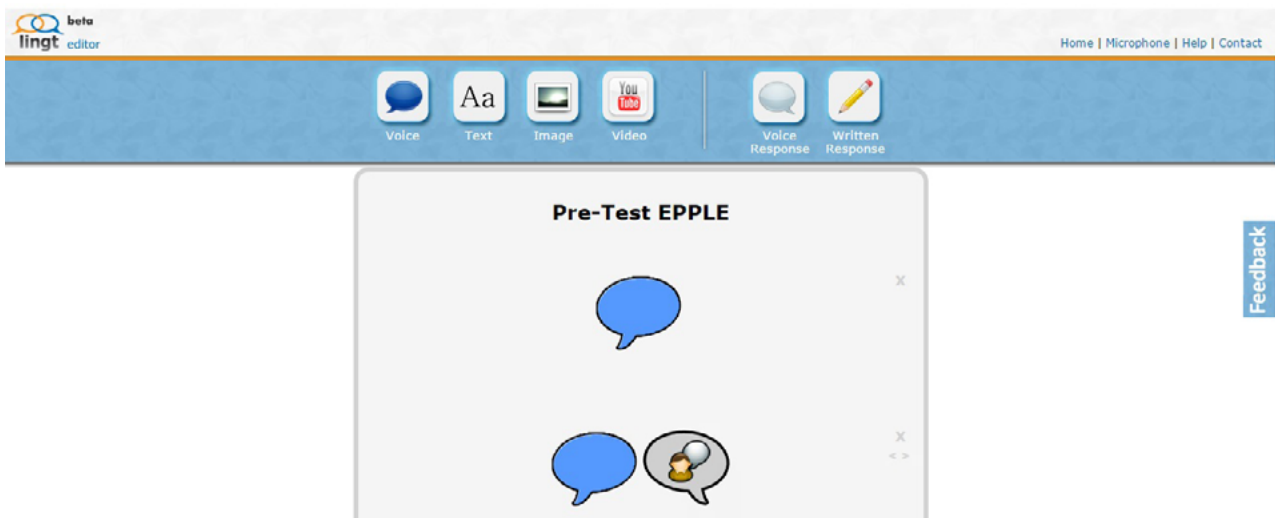 beta
lingt editor
Home | Microphone | Help | Contact
Aa
You
Tube
Voice Text Image Video Voice Response Written Response
Pre-Test EPPLE
X
Feedback
X
< >